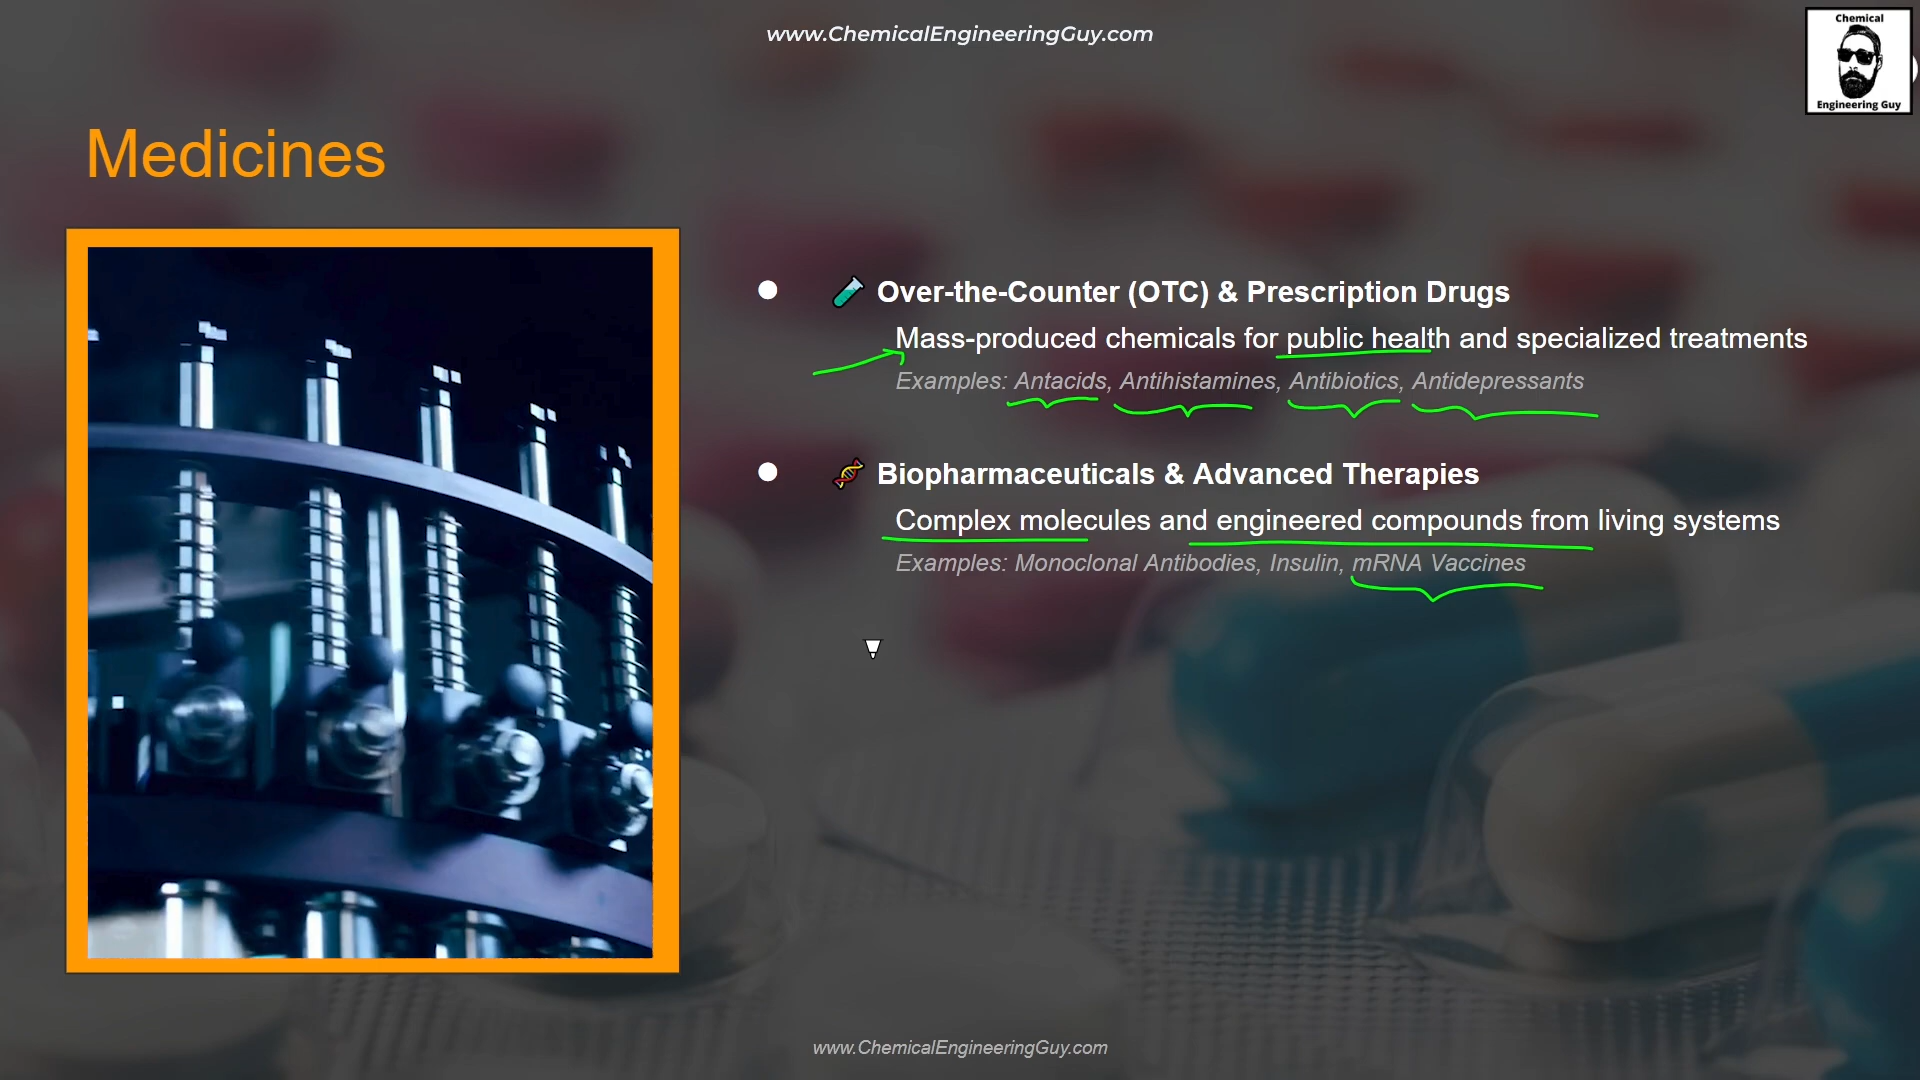 www.ChemicalEngineeringGuy.com
Chemical
Engineering Guy
Medicines
Over-the-Counter (OTC) & Prescription Drugs
Mass-produced chemicals for public health and specialized treatments
Examples: Antacids, Antihistamines, Antibiotics, Antidepressants
Biopharmaceuticals & Advanced Therapies
Complex molecules and engineered compounds from living systems
Examples: Monoclonal Antibodies, Insulin, mRNA Vaccines
www.ChemicalEngineeringGuy.com